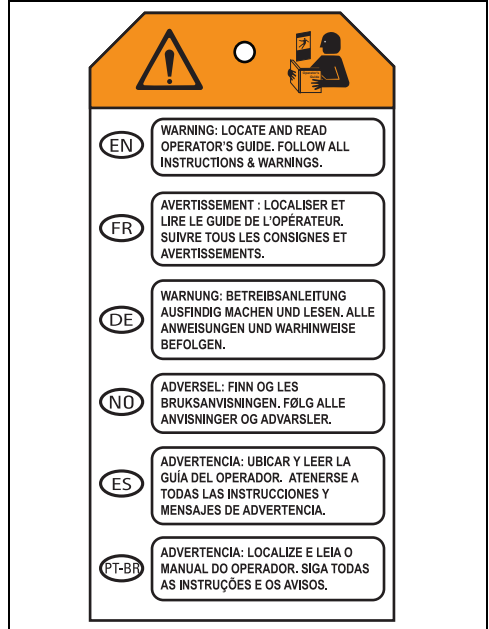 Operator's
Guide
EN
WARNING: LOCATE AND READ
OPERATOR'S GUIDE. FOLLOW ALL
INSTRUCTIONS & WARNINGS.
FR
AVERTISSEMENT : LOCALISER ET
LIRE LE GUIDE DE L'OPÉRATEUR.
SUIVRE TOUS LES CONSIGNES ET
AVERTISSEMENTS.
DE
WARNUNG: BETREIBSANLEITUNG
AUSFINDIG MACHEN UND LESEN. ALLE
ANWEISUNGEN UND WARHINWEISE
BEFOLGEN.
NO
ADVERSEL: FINN OG LES
BRUKSANVISNINGEN. FØLG ALLE
ANVISNINGER OG ADVARSLER.
ES
ADVERTENCIA: UBICAR Y LEER LA
GUÍA DEL OPERADOR. ATENERSE A
TODAS LAS INSTRUCCIONES Y
MENSAJES DE ADVERTENCIA.
PT-BR
ADVERTENCIA: LOCALIZE E LEIA O
MANUAL DO OPERADOR. SIGA TODAS
AS INSTRUÇÕES E OS AVISOS.